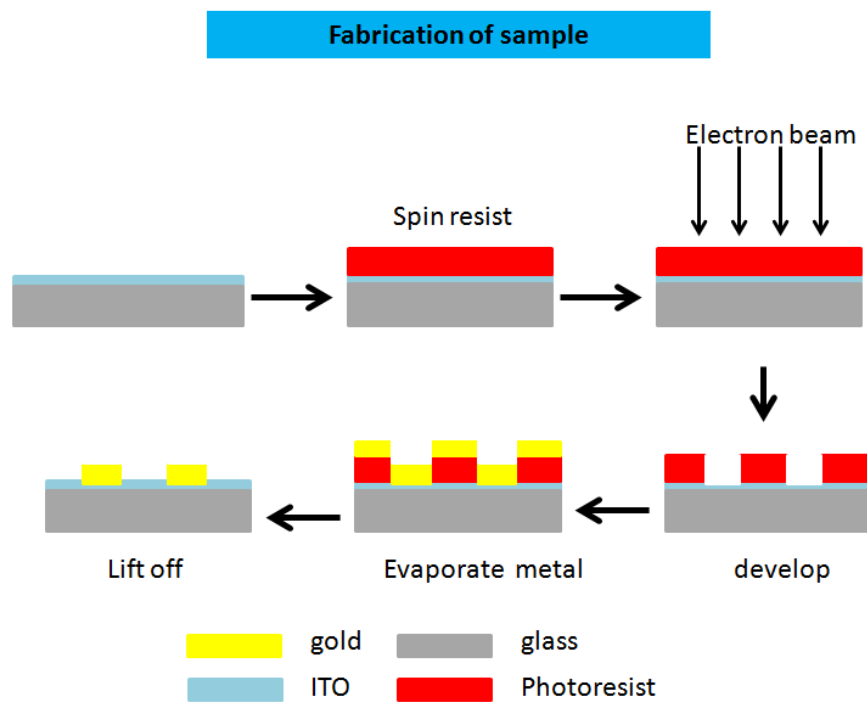 Fabrication of sample
Electron beam
Spin resist
Lift off
Evaporate metal
develop
gold
glass
ITO
Photoresist